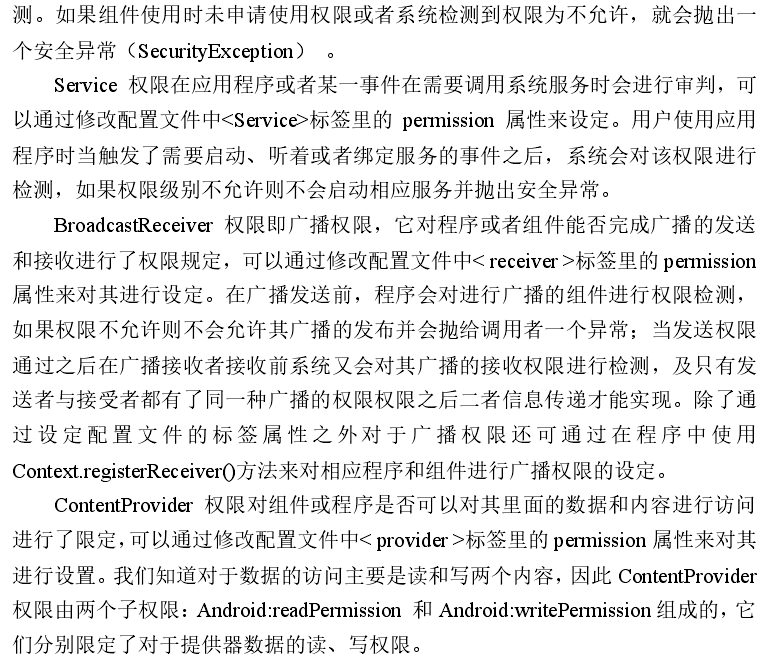 测。如果组件使用时未申请使用权限或者系统检测到权限为不允许，就会抛出一
个安全异常（SecurityException） 。
Service 权限在应用程序或者某一事件在需要调用系统服务时会进行审判，可
以通过修改配置文件中<Service>标签里的 permission 属性来设定。用户使用应用
程序时当触发了需要启动、听着或者绑定服务的事件之后，系统会对该权限进行
检测，如果权限级别不允许则不会启动相应服务并抛出安全异常。
BroadcastReceiver 权限即广播权限，它对程序或者组件能否完成广播的发送
和接收进行了权限规定，可以通过修改配置文件中< receiver >标签里的 permission
属性来对其进行设定。在广播发送前，程序会对进行广播的组件进行权限检测，
如果权限不允许则不会允许其广播的发布并会抛给调用者一个异常；当发送权限
通过之后在广播接收者接收前系统又会对其广播的接收权限进行检测，及只有发
送者与接受者都有了同一种广播的权限权限之后二者信息传递才能实现。除了通
过设定配置文件的标签属性之外对于广播权限还可通过在程序中使用
Context.registerReceiver()方法来对相应程序和组件进行广播权限的设定。
ContentProvider 权限对组件或程序是否可以对其里面的数据和内容进行访问
进行了限定，可以通过修改配置文件中< provider >标签里的 permission 属性来对其
进行设置。我们知道对于数据的访问主要是读和写两个内容，因此 ContentProvider
权限由两个子权限：Android:readPermission 和 Android:writePermission 组成的，它
们分别限定了对于提供器数据的读、写权限。